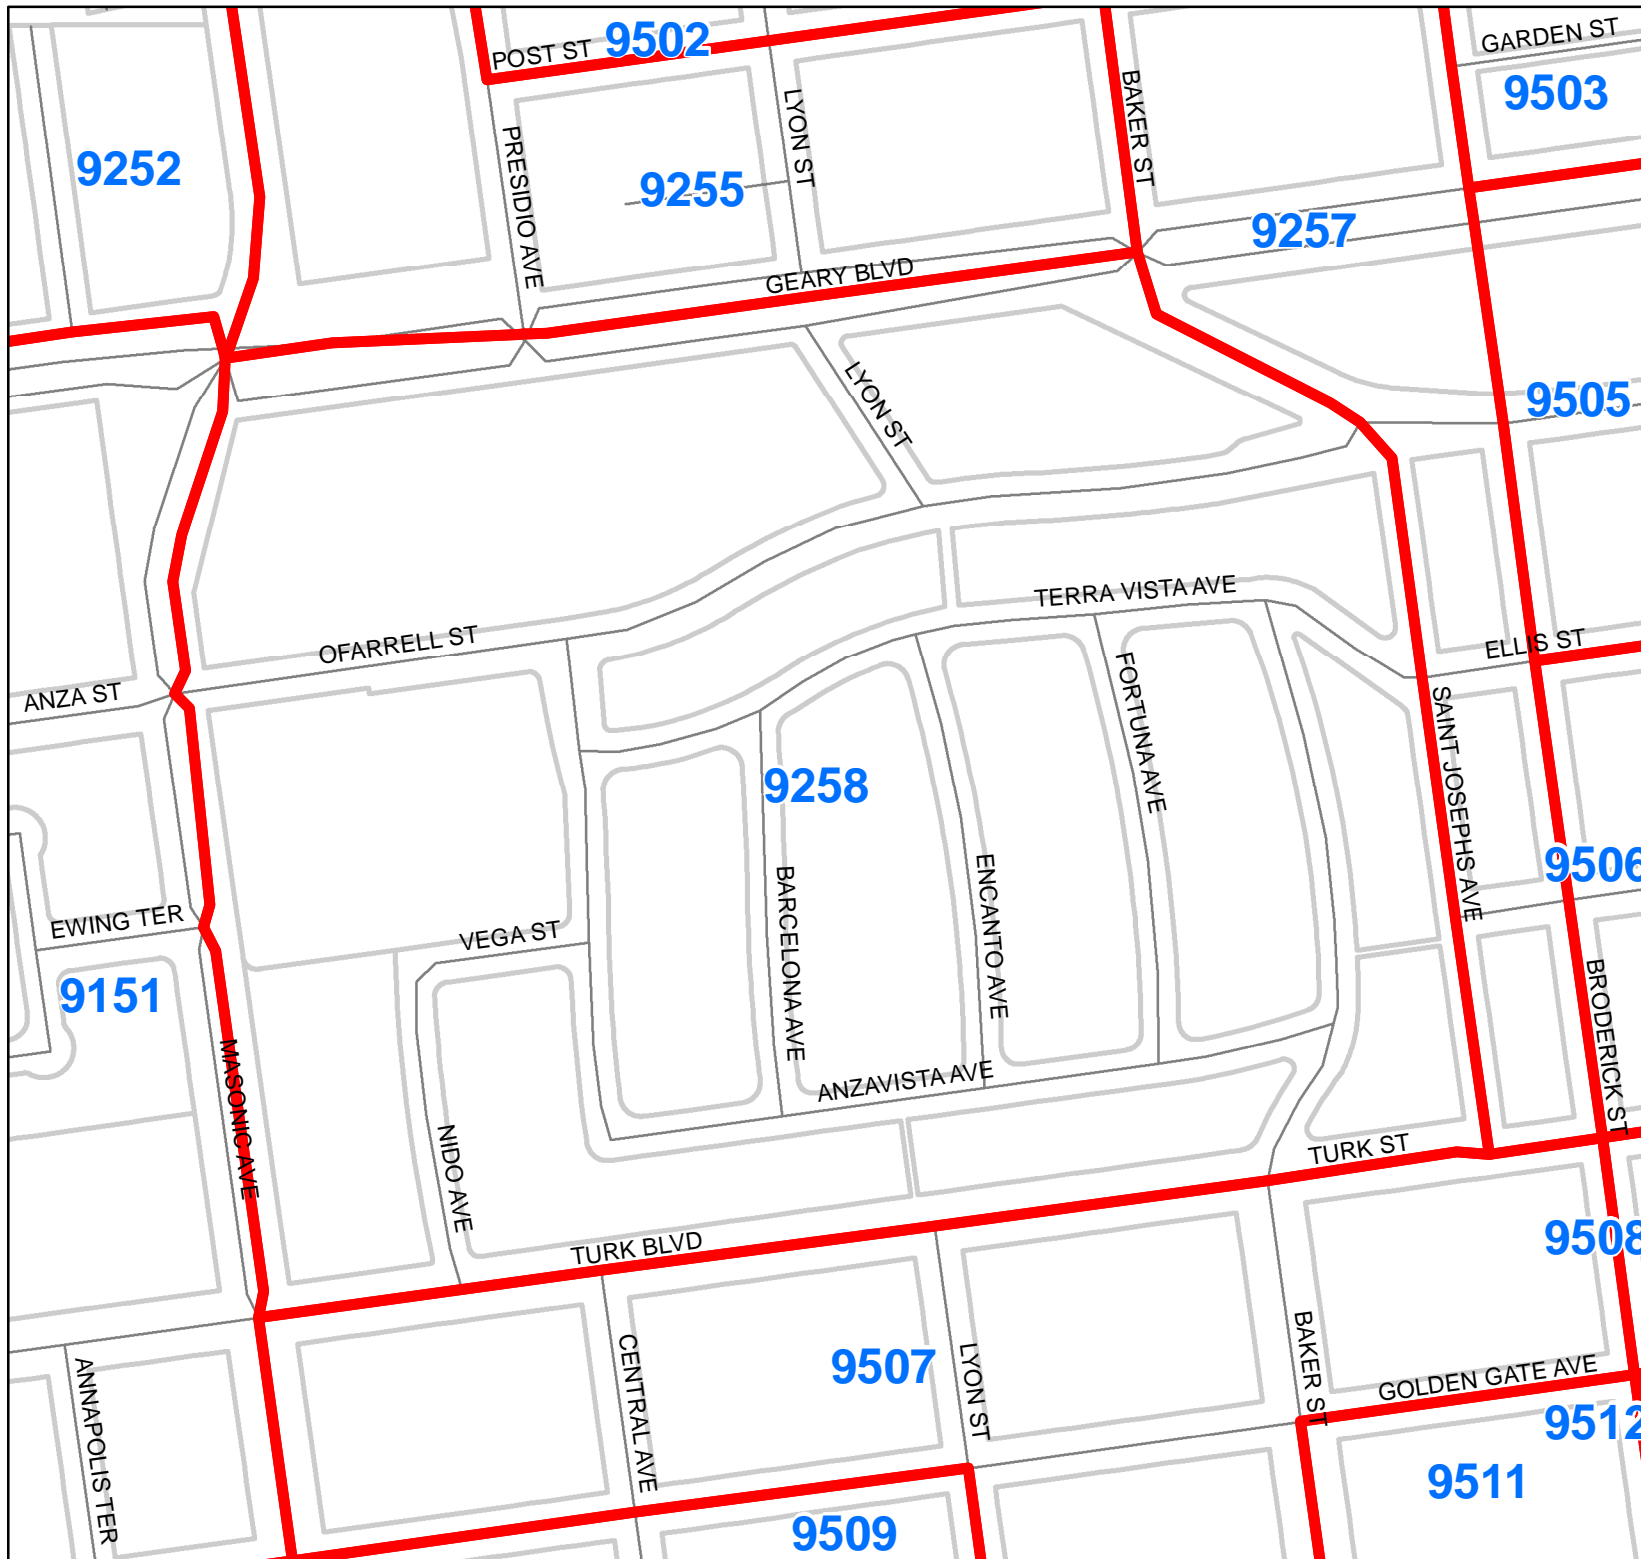 POST ST
9502
GARDEN ST
9503
9252
LYON ST
BAKER ST
PRESIDIO AVE
9255
9257
GEARY BLVD
LYON ST
9505
TERRA VISTA AVE
OFARRELL ST
ELLIS ST
ANZA ST
FORTUNA AVE
SAINT JOSEPHS AVE
9258
9506
EWING TER
VEGA ST
BARCELONA AVE
ENCANTO AVE
9151
BRODERICK ST
MASONIC AVE
ANZAVISTA AVE
NIDO AVE
TURK ST
TURK BLVD
9508
ANNAPOLIS TER
CENTRAL AVE
9507
LYON ST
BAKER ST
GOLDEN GATE AVE
9512
9511
9509